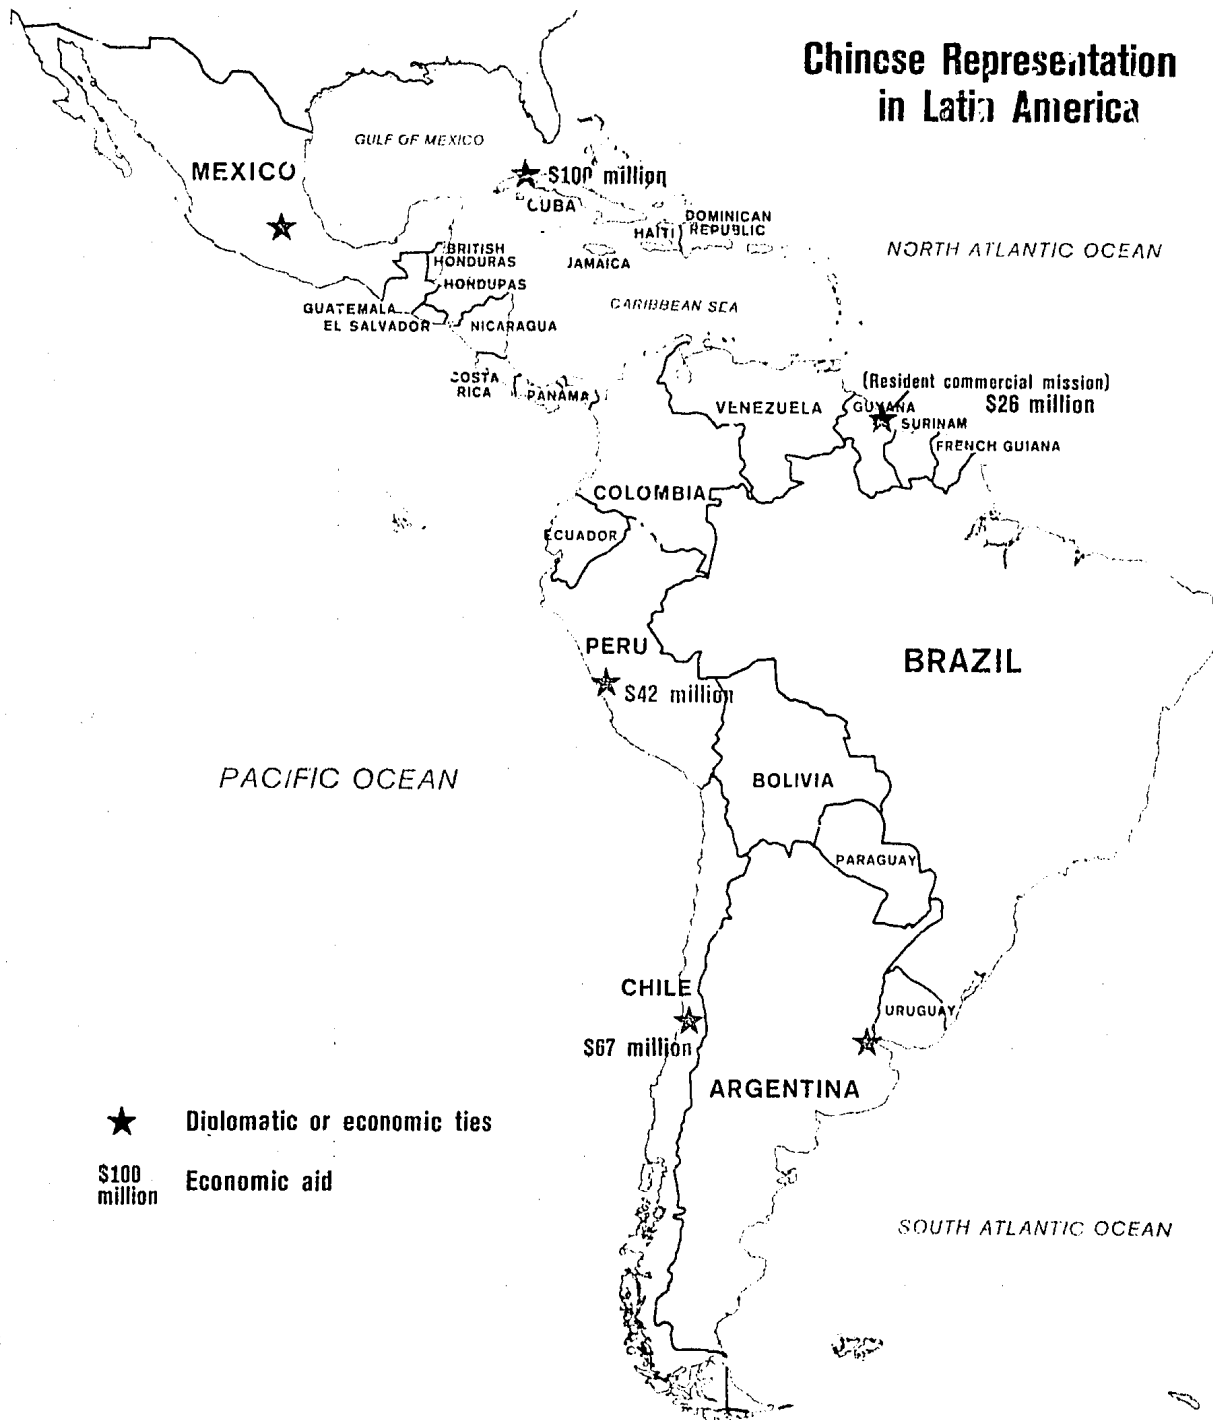 Chinese Representation
in Latin America
GULF OF MEXICO
MEXICO
$100 million
CUBA
DOMINICAN
REPUBLIC
HAITI
JAMAICA
NORTH ATLANTIC OCEAN
BRITISH
HONDURAS
HONDURAS
CARIBBEAN SEA
GUATEMALA
EL SALVADOR
NICARAGUA
COSTA
RICA
PANAMA
(Resident commercial mission)
$26 million
VENEZUELA
GUYANA
SURINAM
FRENCH GUIANA
COLOMBIA
ECUADOR
PERU
BRAZIL
$42 million
PACIFIC OCEAN
BOLIVIA
PARAGUAY
CHILE
URUGUAY
$67 million
ARGENTINA
Diplomatic or economic ties
$100
million
Economic aid
SOUTH ATLANTIC OCEAN